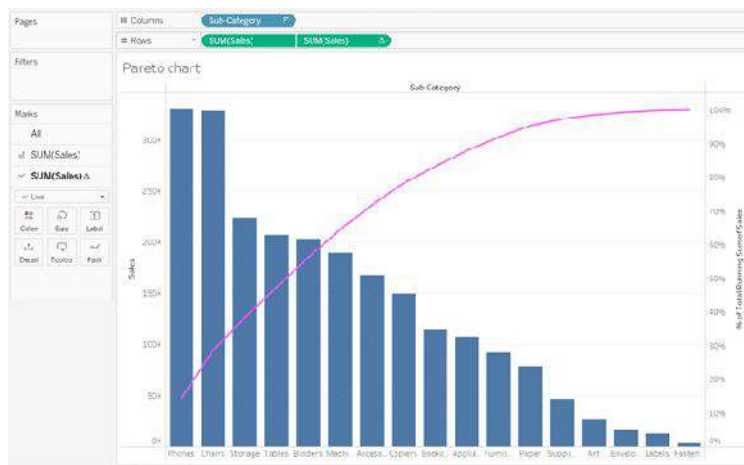 Pages
Columns
Sub-Category
Rows
SUM(Sales)
SUM(Sales)
Filters
Pareto chart
Sub-Category
Marks
All
SUM(Sales)
SUM(Sales)
Line
Color
Size
Label
Detail
Tooltip
Path
Sales
300K
250K
200K
150K
100K
50K
0K
100%
90%
80%
70%
60%
50%
40%
30%
20%
10%
0%
% of Total Running Sum of Sales
Phones Chairs Storage Tables Binders Machi.. Access.. Copiers Books.. Applia.. Furnis.. Paper Suppl.. Art Envelo.. Labels Fasten..